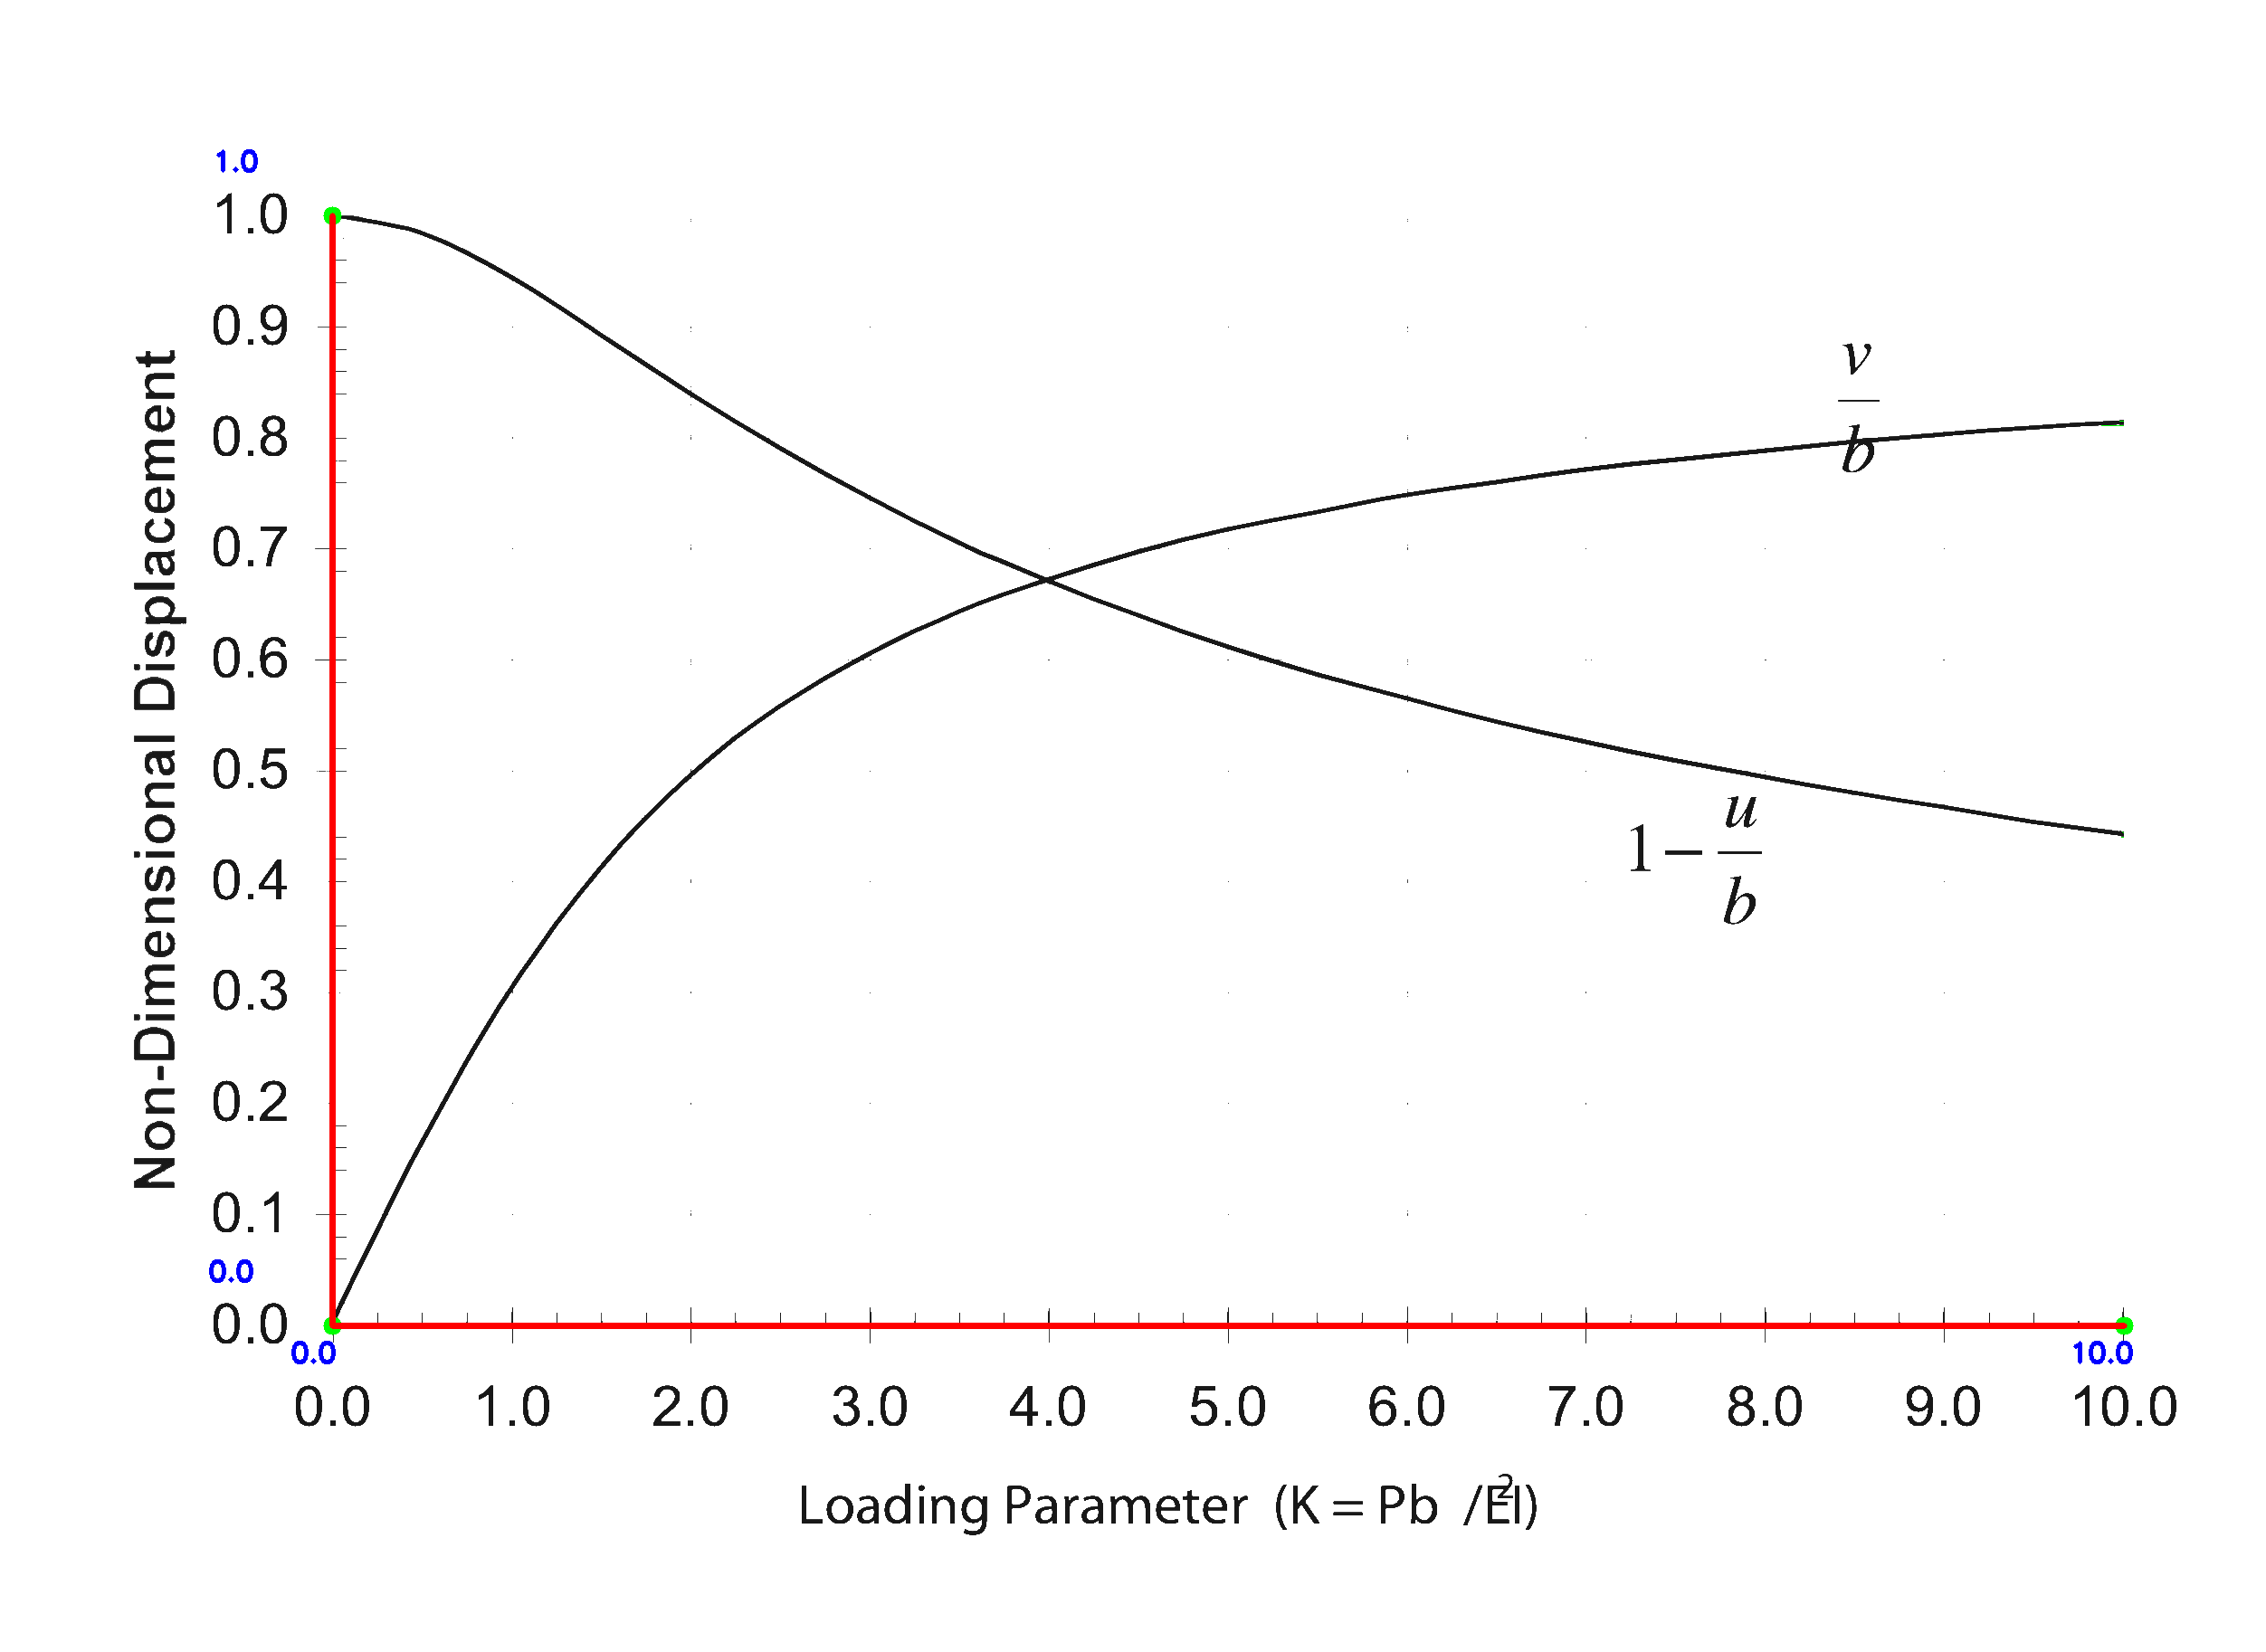 1.0
1.0
0.9
0.8
0.7
0.6
0.5
0.4
0.3
0.2
0.1
0.0
0.0
Non-Dimensional Displacement
v
b
1−
u
b
0.0
10.0
0.0 1.0 2.0 3.0 4.0 5.0 6.0 7.0 8.0 9.0 10.0
Loading Parameter (K = Pb²/EI)